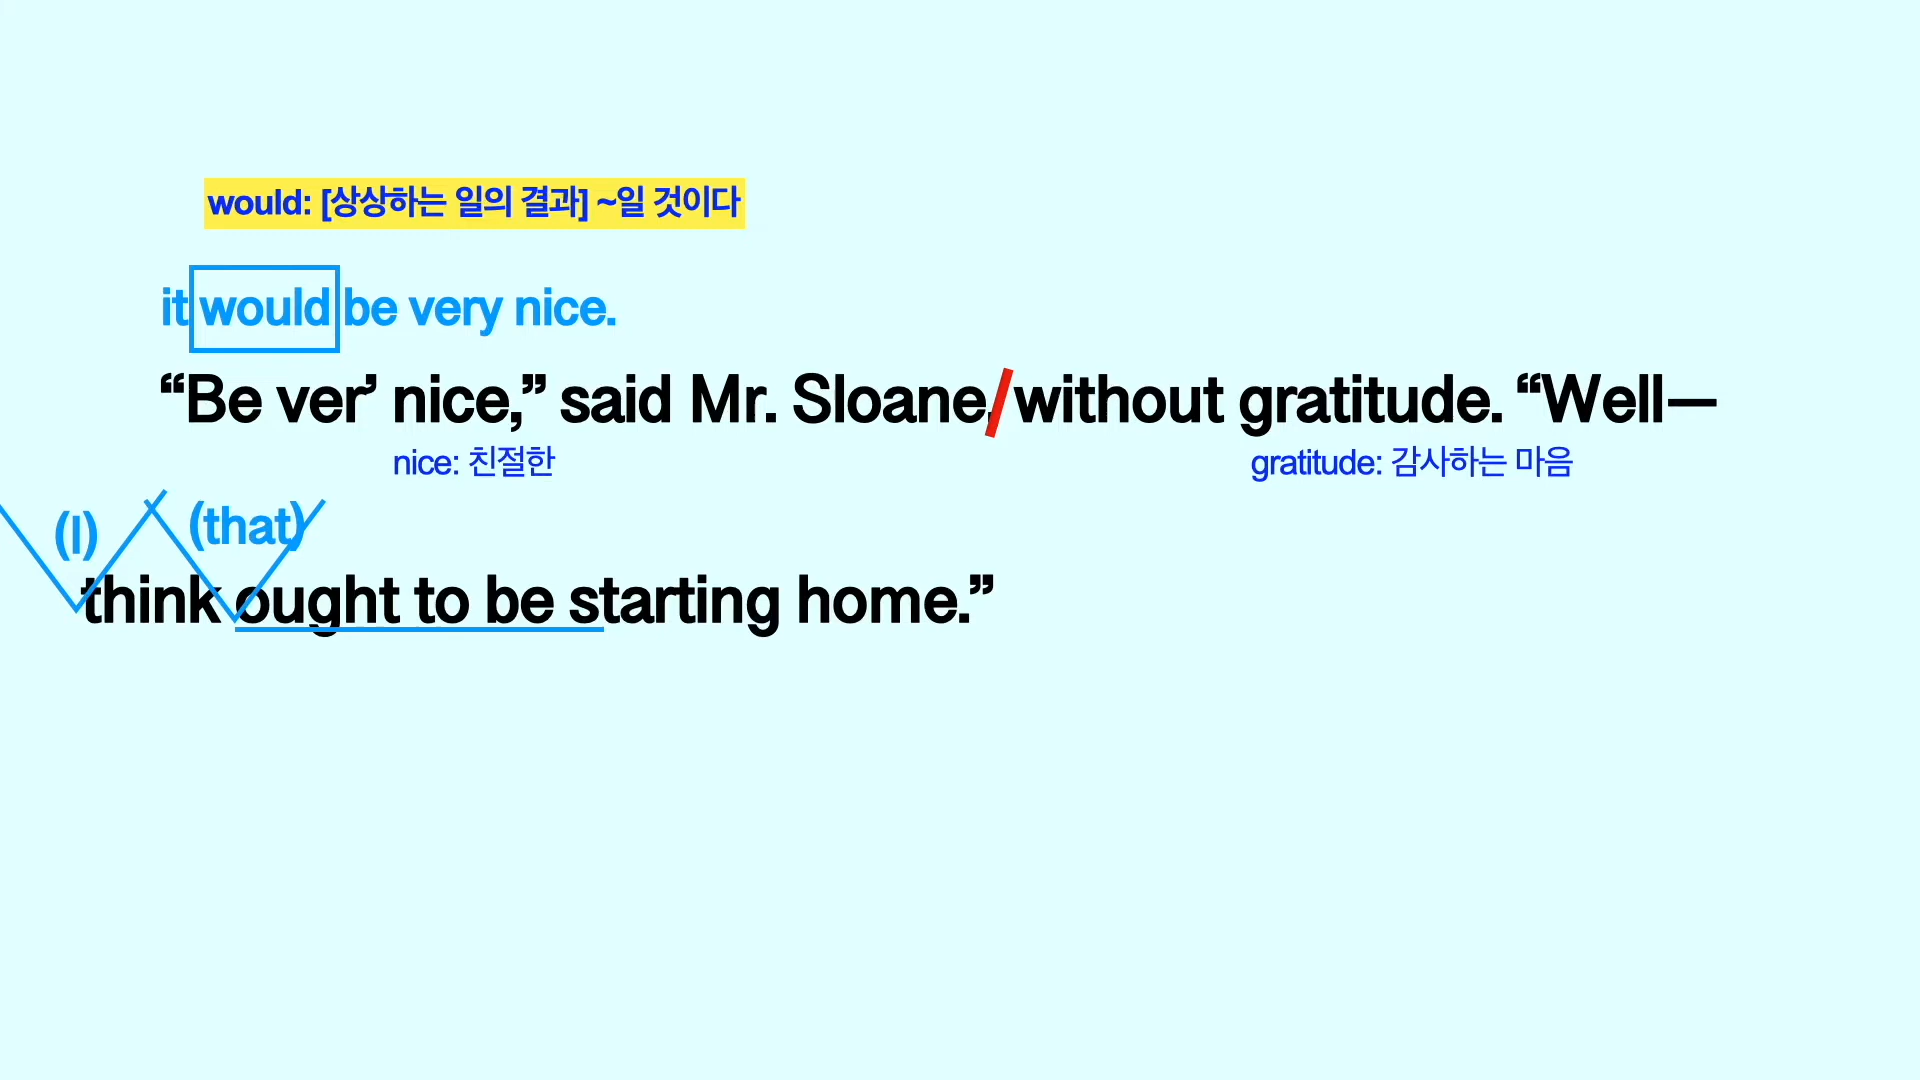 would: [상상하는 일의 결과] ~일 것이다
it would be very nice.
“Be ver’ nice,” said Mr. Sloane, without gratitude. “Well—
nice: 친절한 gratitude: 감사하는 마음
(I) (that)
think ought to be starting home.”